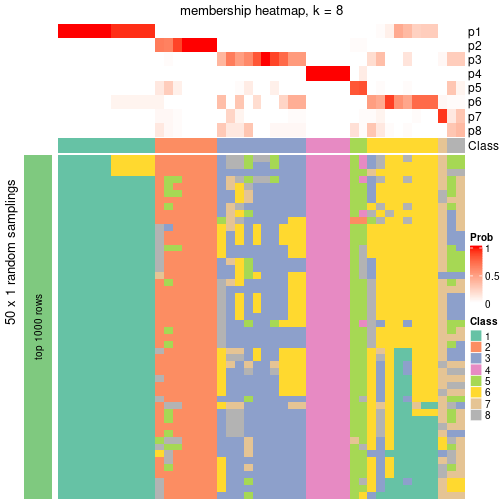 membership heatmap, k = 8
p1
p2
p3
p4
p5
p6
p7
p8
Class
50 x 1 random samplings
top 1000 rows
Prob
1
0.5
0
Class
1
2
3
4
5
6
7
8